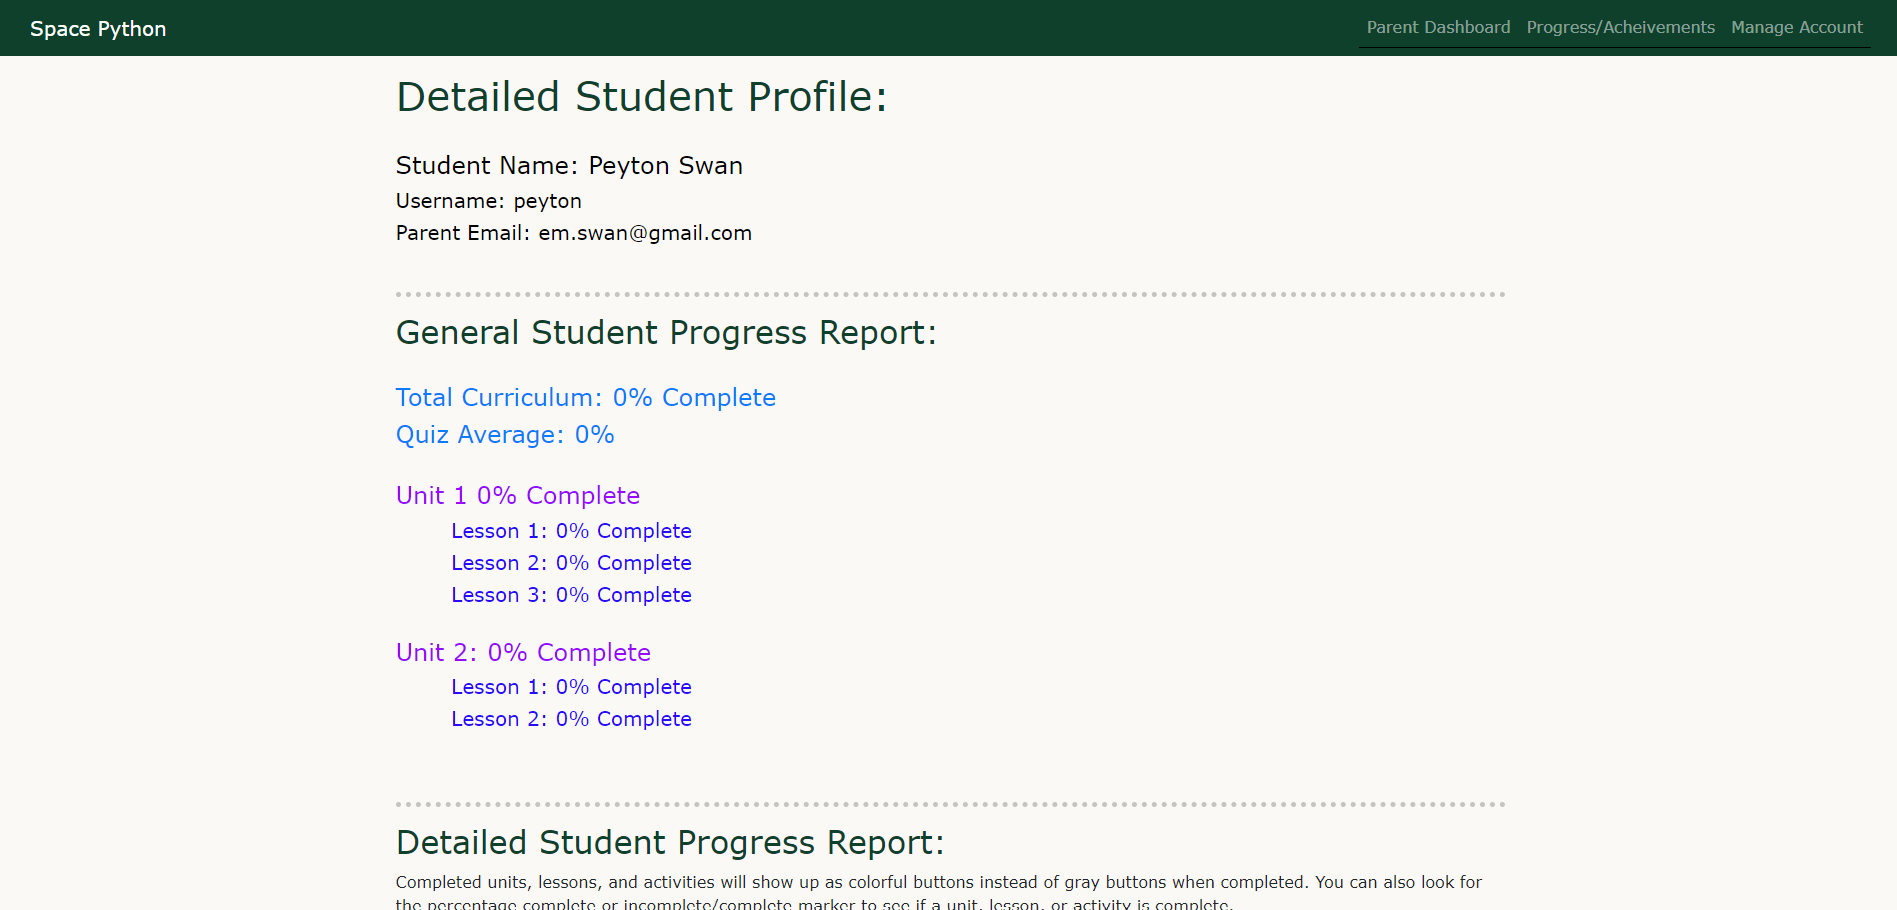 Space Python
Parent Dashboard Progress/Acheivements Manage Account
Detailed Student Profile:
Student Name: Peyton Swan
Username: peyton
Parent Email: em.swan@gmail.com
General Student Progress Report:
Total Curriculum: 0% Complete
Quiz Average: 0%
Unit 1 0% Complete
Lesson 1: 0% Complete
Lesson 2: 0% Complete
Lesson 3: 0% Complete
Unit 2: 0% Complete
Lesson 1: 0% Complete
Lesson 2: 0% Complete
Detailed Student Progress Report:
Completed units, lessons, and activities will show up as colorful buttons instead of gray buttons when completed. You can also look for
the percentage complete or incomplete/complete marker to see if a unit, lesson, or activity is complete.